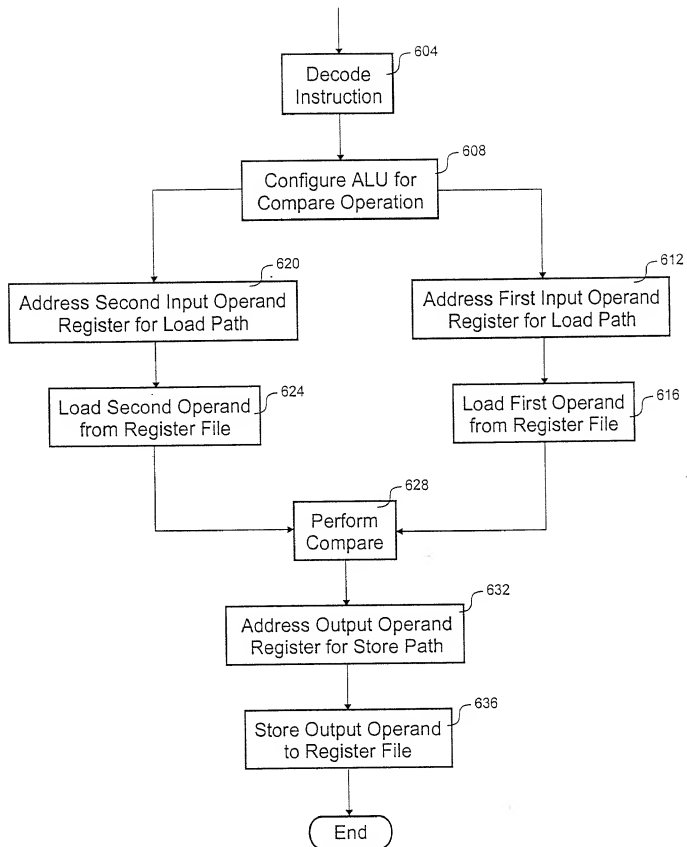 604
Decode
Instruction
608
Configure ALU for
Compare Operation
620
Address Second Input Operand
Register for Load Path
612
Address First Input Operand
Register for Load Path
624
Load Second Operand
from Register File
616
Load First Operand
from Register File
628
Perform
Compare
632
Address Output Operand
Register for Store Path
636
Store Output Operand
to Register File
End